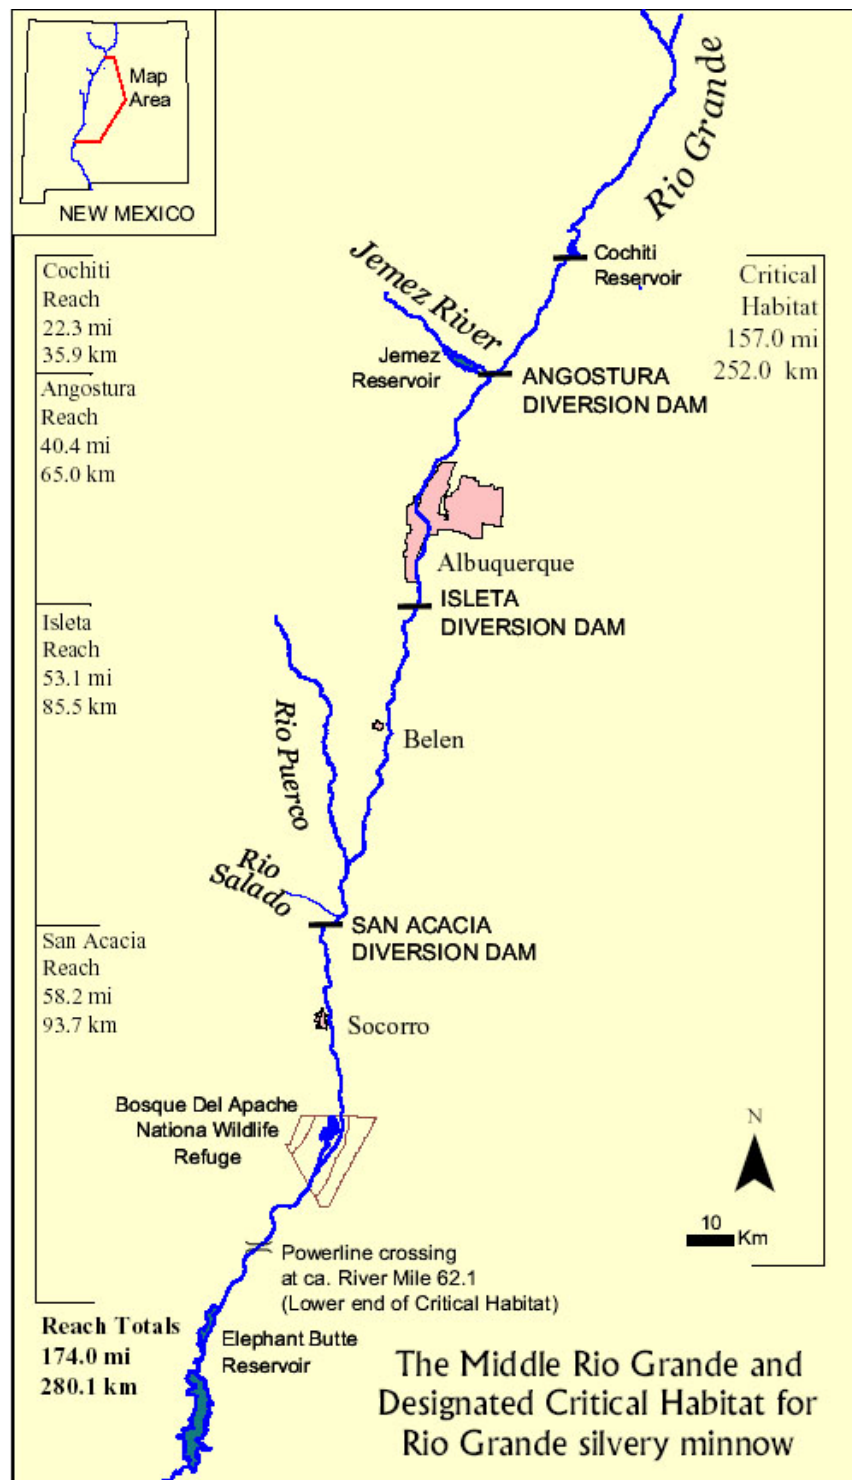 Map
Area
NEW MEXICO
Rio Grande
Cochiti
Reservoir
Jemez River
Jemez
Reservoir
ANGOSTURA
DIVERSION DAM
Cochiti
Reach
22.3 mi
35.9 km
Critical
Habitat
157.0 mi
252.0 km
Angostura
Reach
40.4 mi
65.0 km
Albuquerque
ISLETA
DIVERSION DAM
Isleta
Reach
53.1 mi
85.5 km
Rio Puerco
Belen
Rio
Salado
SAN ACACIA
DIVERSION DAM
San Acacia
Reach
58.2 mi
93.7 km
Socorro
Bosque Del Apache
Nationa Wildlife
Refuge
N
10
Km
Powerline crossing
at ca. River Mile 62.1
(Lower end of Critical Habitat)
Reach Totals
174.0 mi
280.1 km
Elephant Butte
Reservoir
The Middle Rio Grande and
Designated Critical Habitat for
Rio Grande silvery minnow